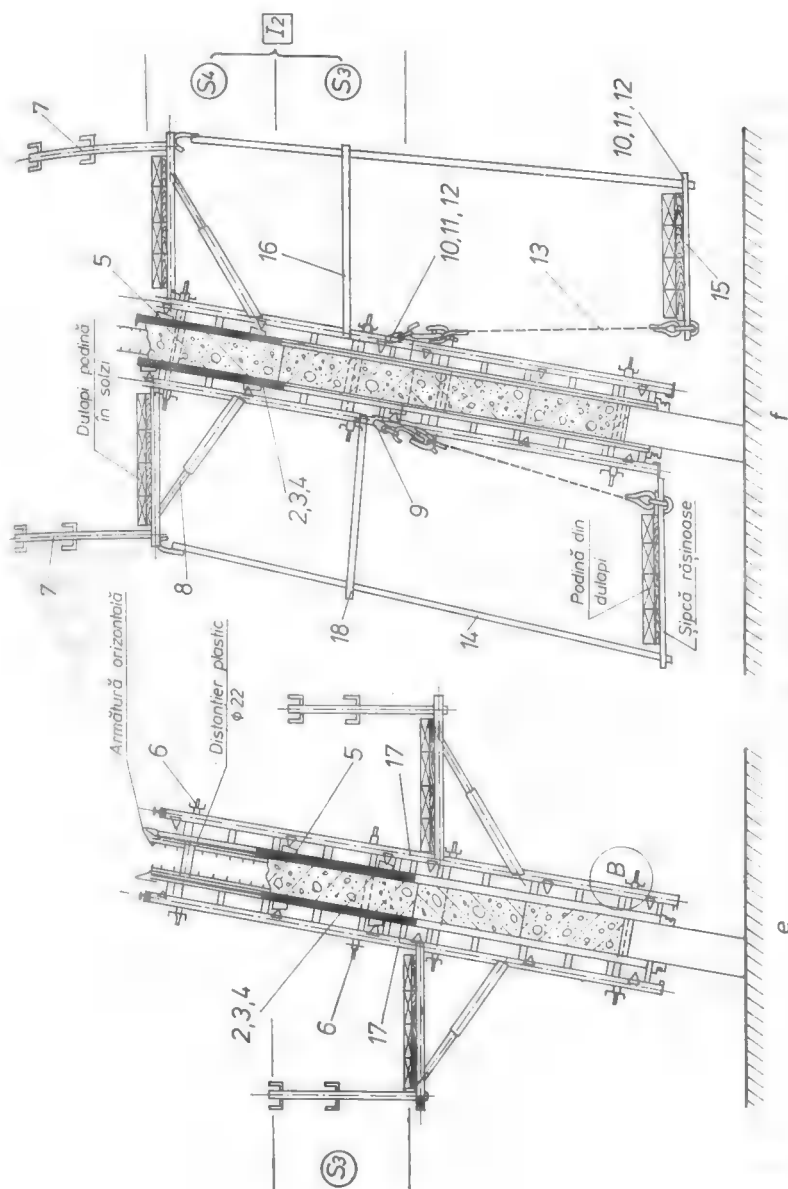 S4
I2
S3
7
10, 11, 12
5
16
10, 11, 12
13
15
Dulapi podină
în solzi
2, 3, 4
9
f
7
8
18
14
Podină din
dulapi
Șipcă rășinoase
Armătură orizontală
Distanțier plastic
ϕ 22
6
5
17
B
2, 3, 4
6
17
e
S3